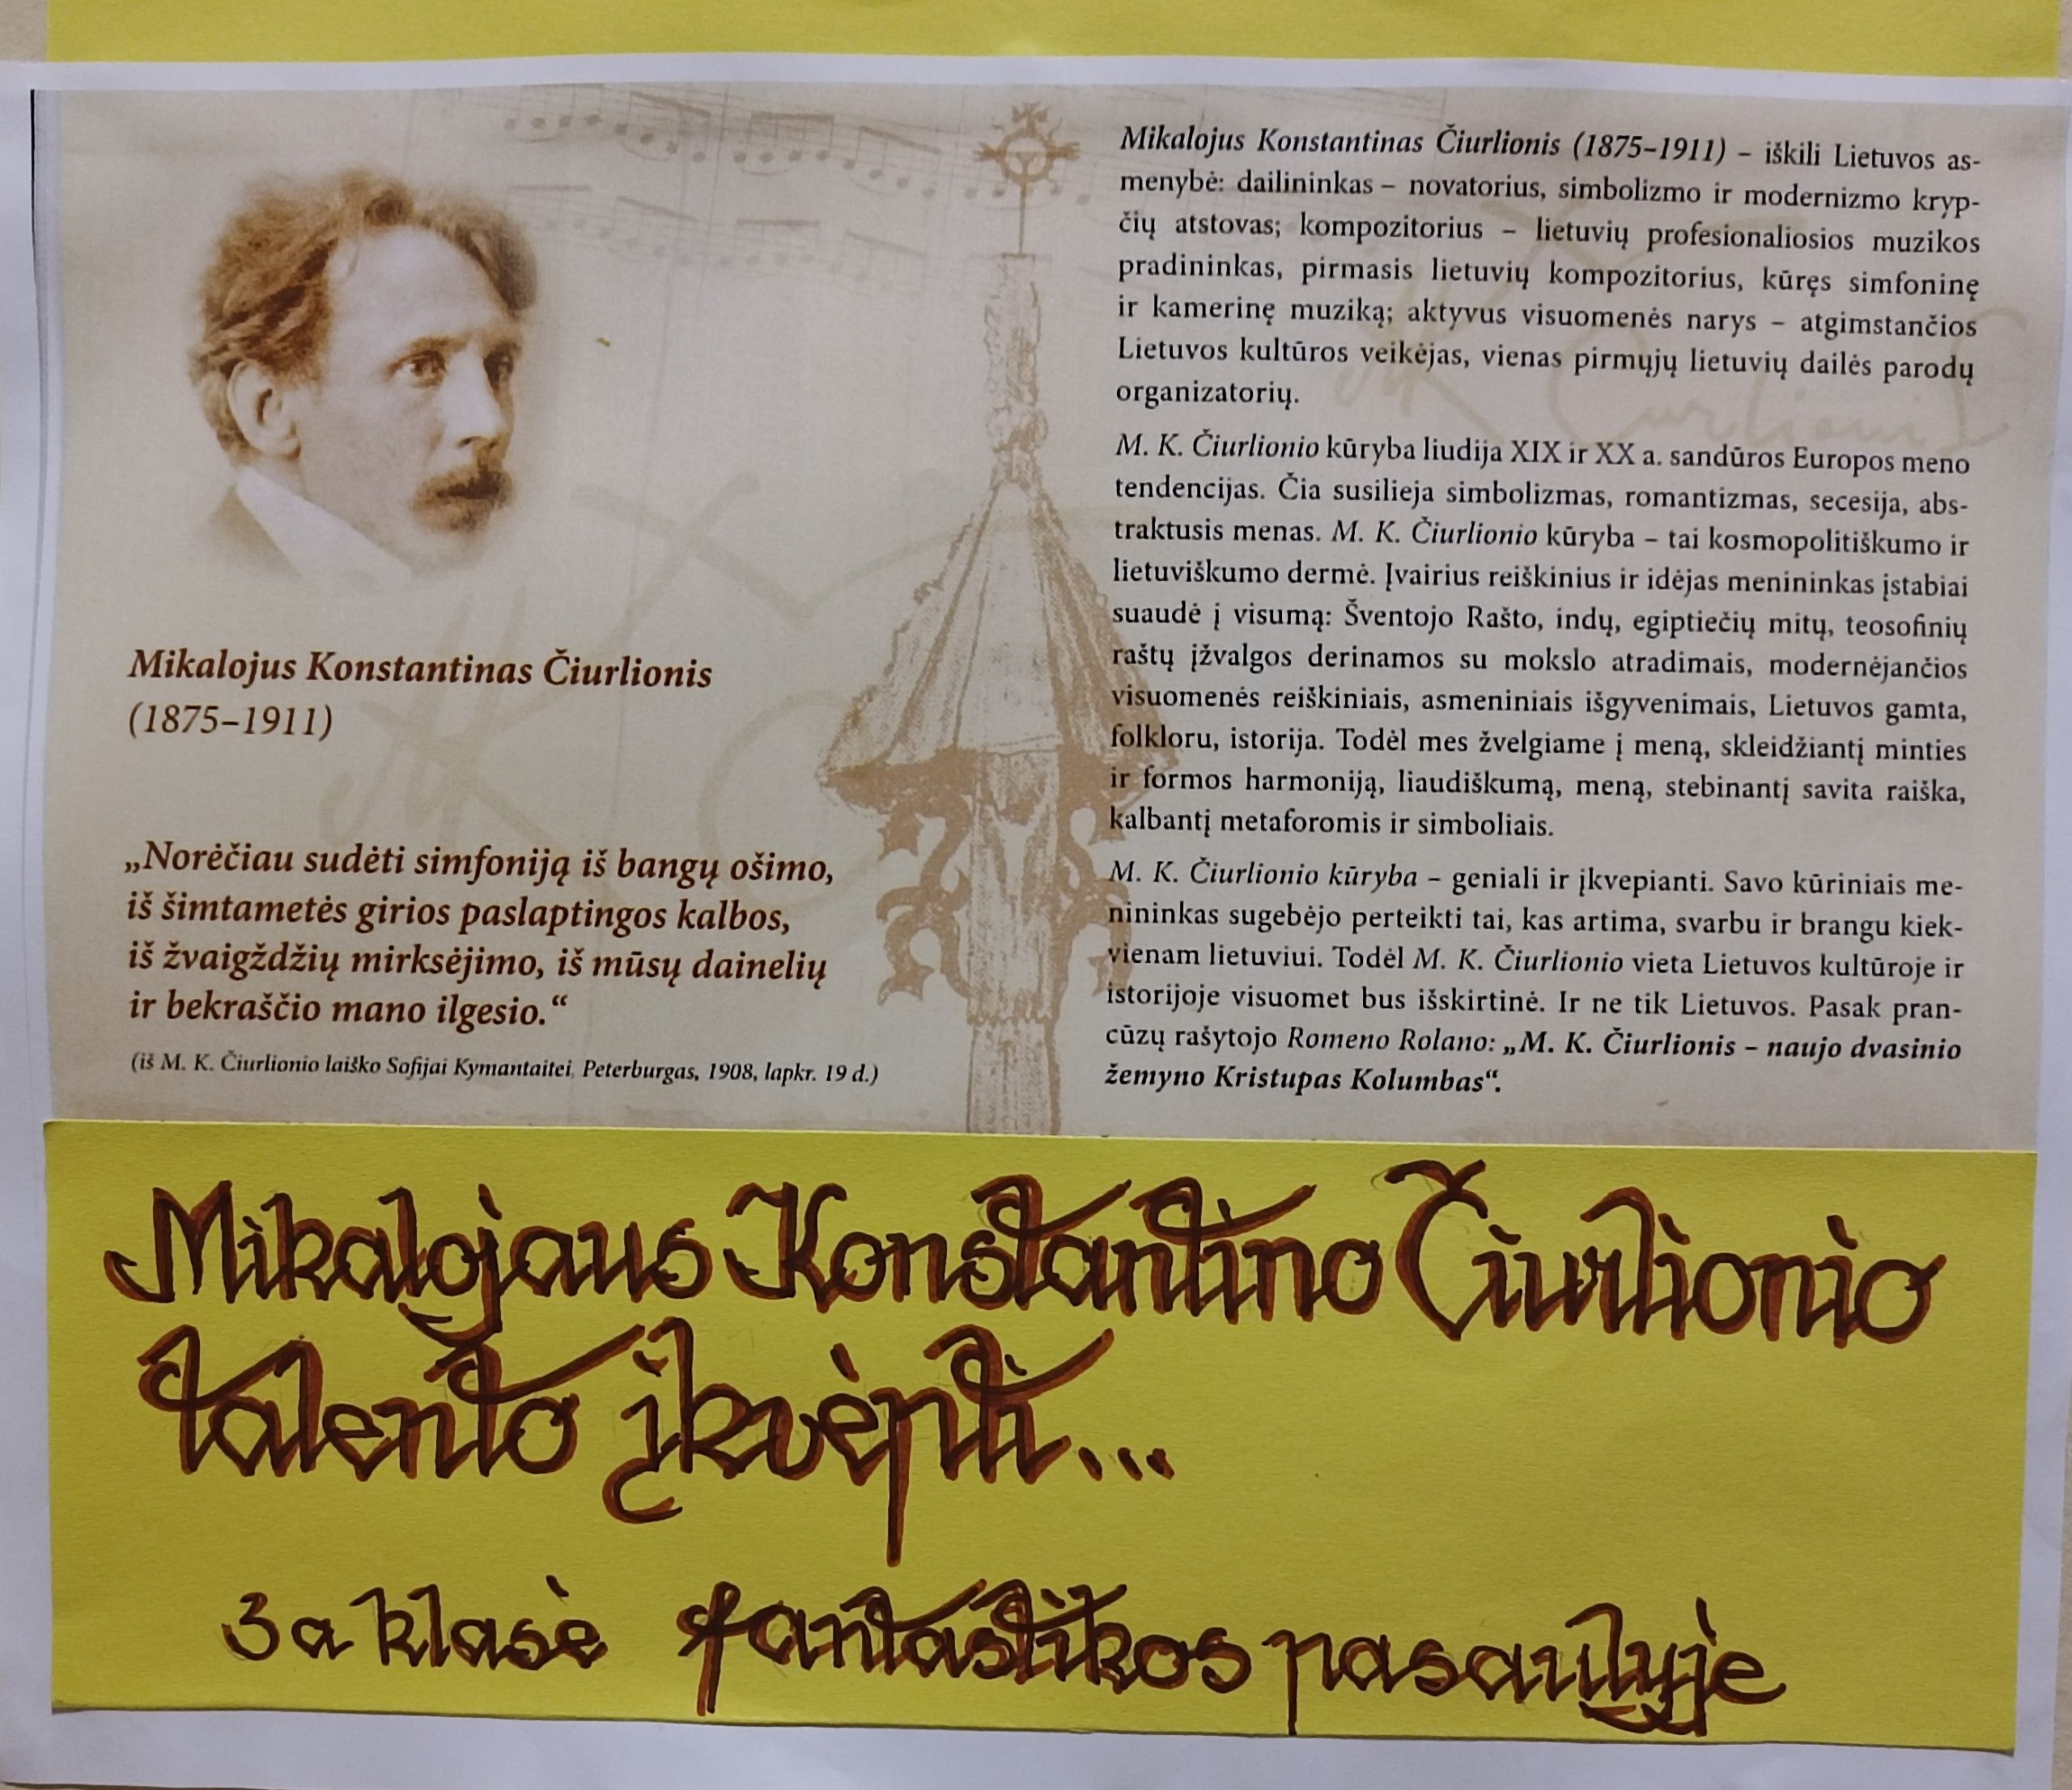 Mikalojus Konstantinas Čiurlionis
(1875–1911)
„Norėčiau sudėti simfoniją iš bangų ošimo,
iš šimtametės girios paslaptingos kalbos,
iš žvaigždžių mirksėjimo, iš mūsų dainelių
ir bekraščio mano ilgesio.“
(iš M. K. Čiurlionio laiško Sofijai Kymantaitei, Peterburgas, 1908, lapkr. 19 d.)
Mikalojus Konstantinas Čiurlionis (1875–1911) – iškili Lietuvos as-
menybė: dailininkas – novatorius, simbolizmo ir modernizmo kryp-
čių atstovas; kompozitorius – lietuvių profesionaliosios muzikos
pradininkas, pirmasis lietuvių kompozitorius, kūręs simfoninę
ir kamerinę muziką; aktyvus visuomenės narys – atgimstančios
Lietuvos kultūros veikėjas, vienas pirmųjų lietuvių dailės parodų
organizatorių.
M. K. Čiurlionio kūryba liudija XIX ir XX a. sandūros Europos meno
tendencijas. Čia susilieja simbolizmas, romantizmas, secesija, abs-
traktusis menas. M. K. Čiurlionio kūryba – tai kosmopolitiškumo ir
lietuviškumo dermė. Įvairius reiškinius ir idėjas menininkas įstabiai
suaudė į visumą: Šventojo Rašto, indų, egiptiečių mitų, teosofinių
raštų įžvalgos derinamos su mokslo atradimais, modernėjančios
visuomenės reiškiniais, asmeniniais išgyvenimais, Lietuvos gamta,
folkloru, istorija. Todėl mes žvelgiame į meną, skleidžiantį minties
ir formos harmoniją, liaudiškumą, meną, stebinantį savita raiška,
kalbantį metaforomis ir simboliais.
M. K. Čiurlionio kūryba – geniali ir įkvepianti. Savo kūriniais me-
nininkas sugebėjo perteikti tai, kas artima, svarbu ir brangu kiek-
vienam lietuviui. Todėl M. K. Čiurlionio vieta Lietuvos kultūroje ir
istorijoje visuomet bus išskirtinė. Ir ne tik Lietuvos. Pasak pran-
cūzų rašytojo Romeno Rolano: „M. K. Čiurlionis – naujo dvasinio
žemyno Kristupas Kolumbas“.
Mikalojaus Konstantino Čiurlionio
talento įkvėpti...
3a klasė fantastikos pasaulyje